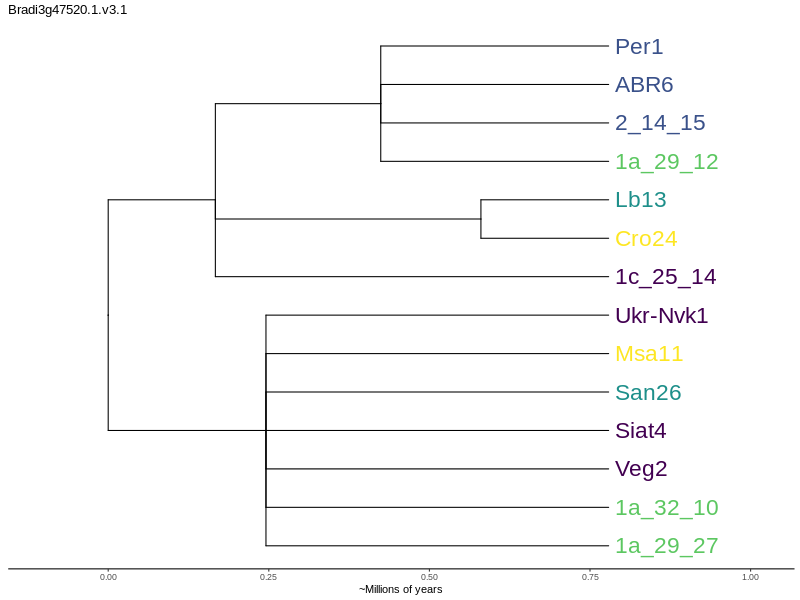 Bradi3g47520.1.v3.1
Per1
ABR6
2_14_15
1a_29_12
Lb13
Cro24
1c_25_14
Ukr-Nvk1
Msa11
San26
Siat4
Veg2
1a_32_10
1a_29_27
0.00 0.25 0.50 0.75 1.00
~Millions of years